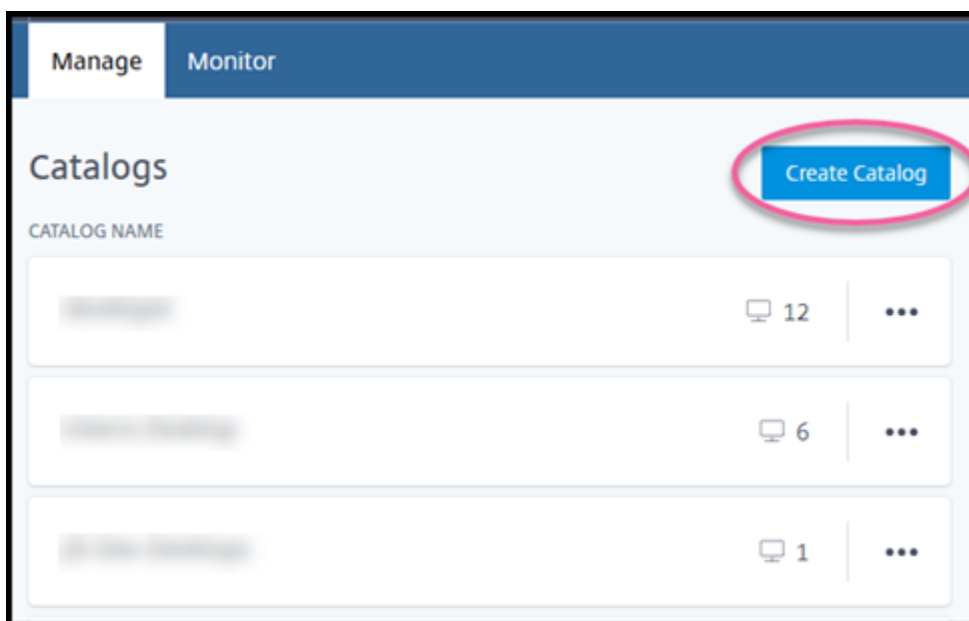 Manage Monitor
Catalogs
Create Catalog
CATALOG NAME
12
6
1